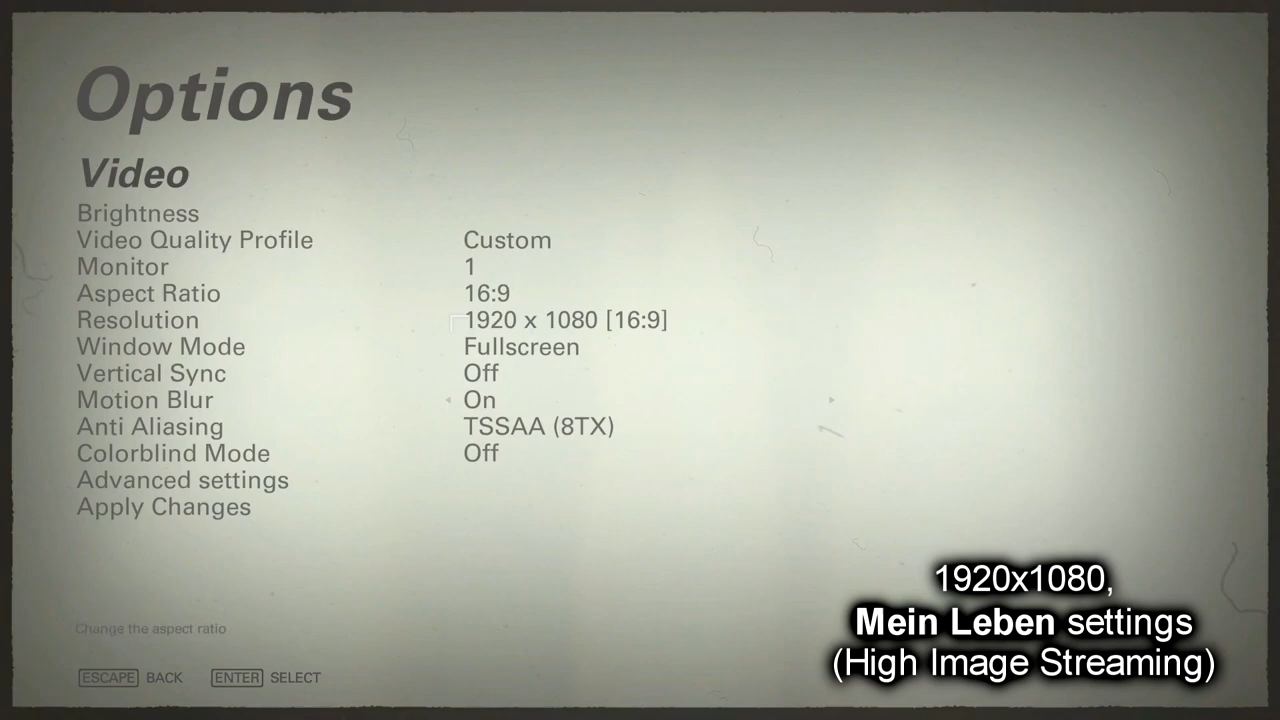 Options
Video
Brightness
Video Quality Profile Custom
Monitor 1
Aspect Ratio 16:9
Resolution 1920 x 1080 [16:9]
Window Mode Fullscreen
Vertical Sync Off
Motion Blur On
Anti Aliasing TSSAA (8TX)
Colorblind Mode Off
Advanced settings
Apply Changes
1920x1080,
Mein Leben settings
(High Image Streaming)
Change the aspect ratio
ESCAPE BACK ENTER SELECT